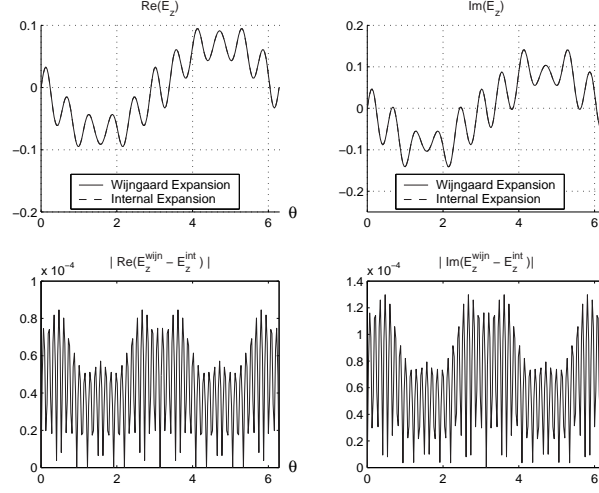 Re(E_z)
0.1
0
−0.1
−0.2
0 2 4 6 θ
Wijngaard Expansion
Internal Expansion
Im(E_z)
0.2
0.1
0
−0.1
−0.2
0 2 4 6
Wijngaard Expansion
Internal Expansion
| Re(E_z^wijn − E_z^int) |
x 10^−4
1
0.8
0.6
0.4
0.2
0
0 2 4 6 θ
| Im(E_z^wijn − E_z^int)|
x 10^−4
1.4
1.2
1
0.8
0.6
0.4
0.2
0
0 2 4 6